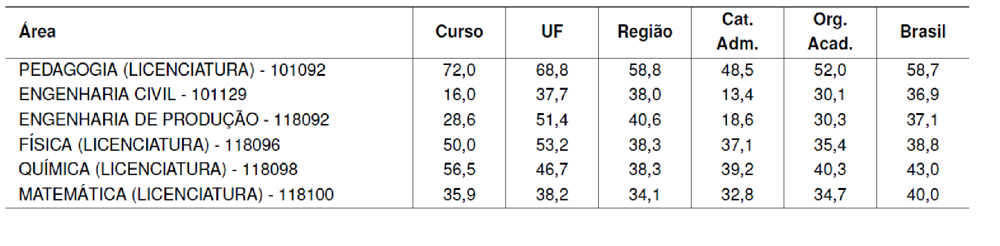 Área Curso UF Região Cat. Adm. Org. Acad. Brasil
PEDAGOGIA (LICENCIATURA) - 101092 72,0 68,8 58,8 48,5 52,0 58,7
ENGENHARIA CIVIL - 101129 16,0 37,7 38,0 13,4 30,1 36,9
ENGENHARIA DE PRODUÇÃO - 118092 28,6 51,4 40,6 18,6 30,3 37,1
FÍSICA (LICENCIATURA) - 118096 50,0 53,2 38,3 37,1 35,4 38,8
QUÍMICA (LICENCIATURA) - 118098 56,5 46,7 38,3 39,2 40,3 43,0
MATEMÁTICA (LICENCIATURA) - 118100 35,9 38,2 34,1 32,8 34,7 40,0